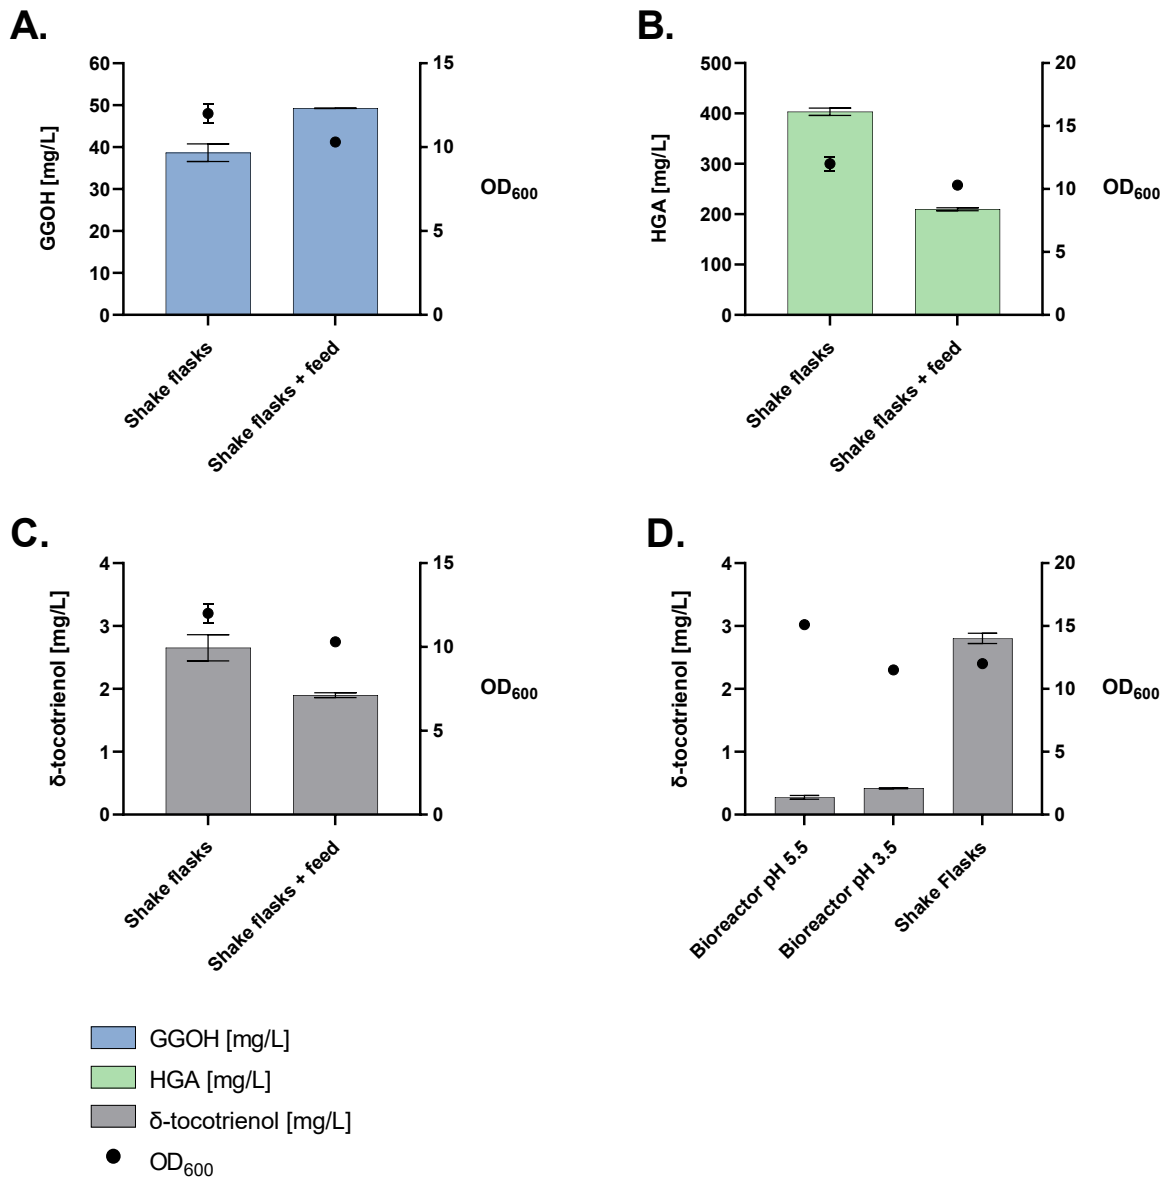 A.
60
50
40
30
20
10
0
GGOH [mg/L]
15
10
5
0
OD600
Shake flasks
Shake flasks + feed
B.
500
400
300
200
100
0
HGA [mg/L]
20
15
10
5
0
OD600
Shake flasks
Shake flasks + feed
C.
4
3
2
1
0
δ-tocotrienol [mg/L]
15
10
5
0
OD600
Shake flasks
Shake flasks + feed
D.
4
3
2
1
0
δ-tocotrienol [mg/L]
20
15
10
5
0
OD600
Bioreactor pH 5.5
Bioreactor pH 3.5
Shake Flasks
GGOH [mg/L]
HGA [mg/L]
δ-tocotrienol [mg/L]
OD600